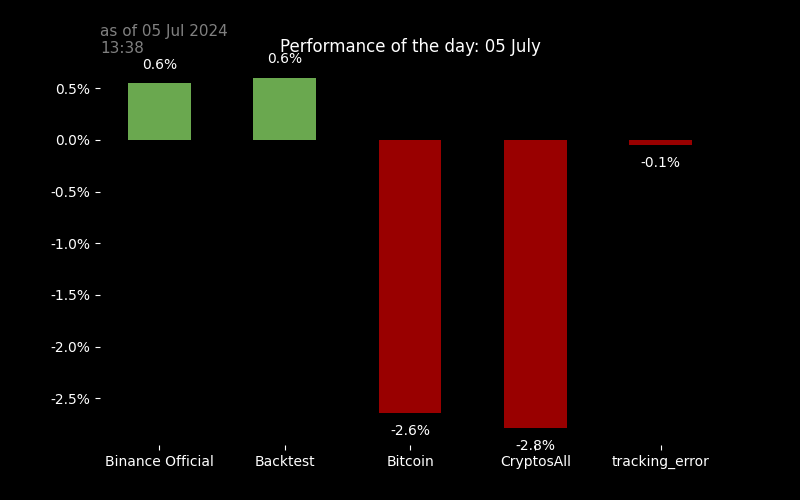 as of 05 Jul 2024
13:38
Performance of the day: 05 July
0.6%
0.6%
0.5%
0.0%
-0.5%
-1.0%
-1.5%
-2.0%
-2.5%
-0.1%
-2.6%
-2.8%
Binance Official
Backtest
Bitcoin
CryptosAll
tracking_error